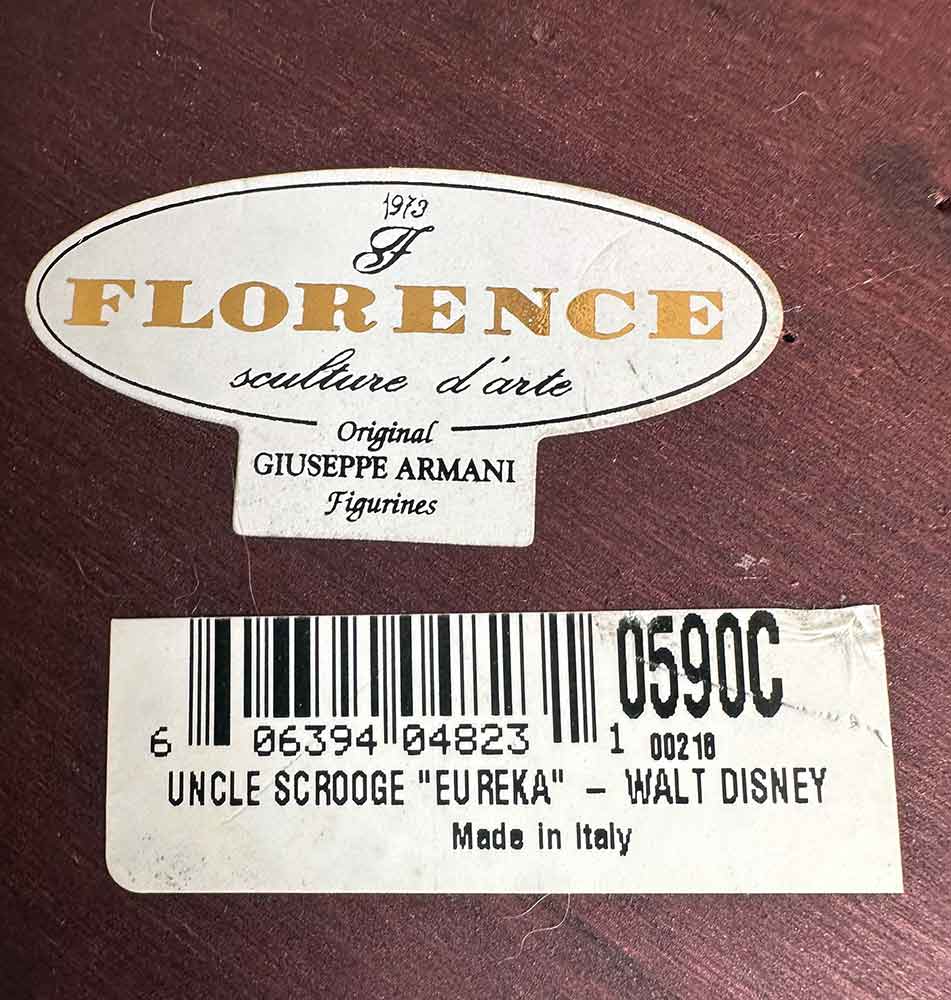 1973
F
FLORENCE
sculture d'arte
Original
GIUSEPPE ARMANI
Figurines
0590C
6 06394 04823 1 00218
UNCLE SCROOGE "EUREKA" – WALT DISNEY
Made in Italy